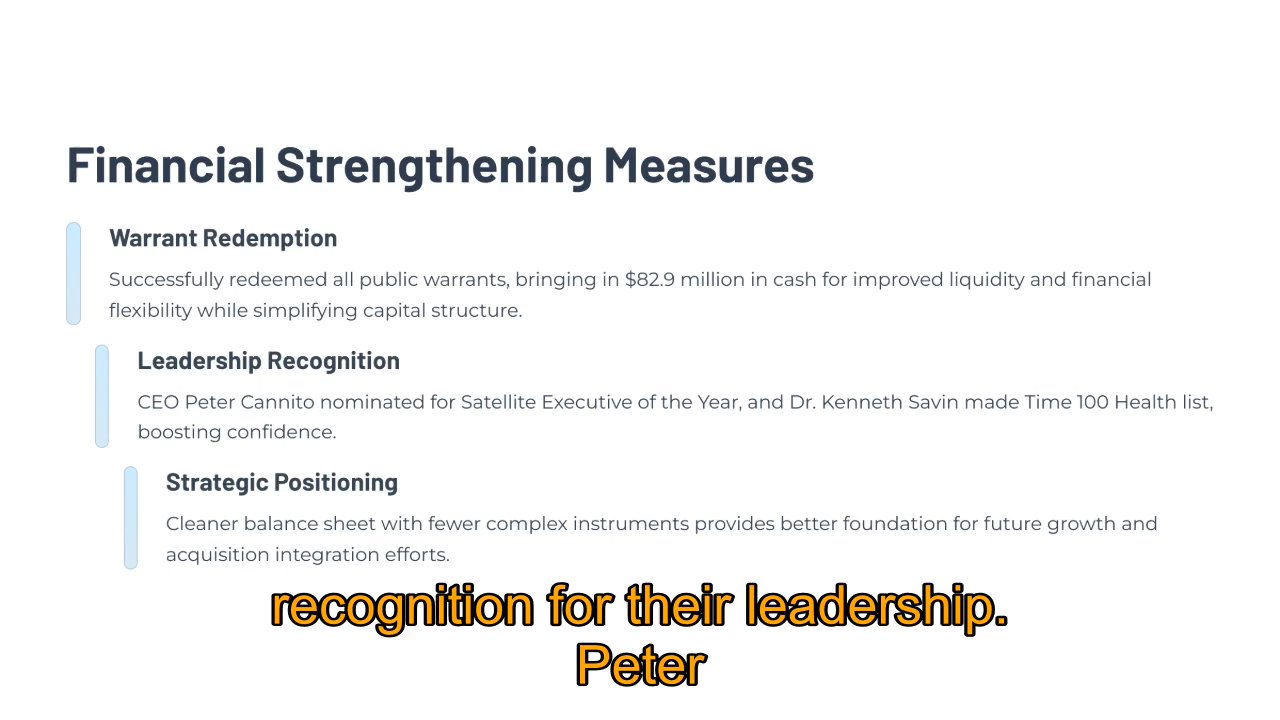 Financial Strengthening Measures
Warrant Redemption
Successfully redeemed all public warrants, bringing in $82.9 million in cash for improved liquidity and financial
flexibility while simplifying capital structure.
Leadership Recognition
CEO Peter Cannito nominated for Satellite Executive of the Year, and Dr. Kenneth Savin made Time 100 Health list,
boosting confidence.
Strategic Positioning
Cleaner balance sheet with fewer complex instruments provides better foundation for future growth and
acquisition integration efforts.
recognition for their leadership.
Peter